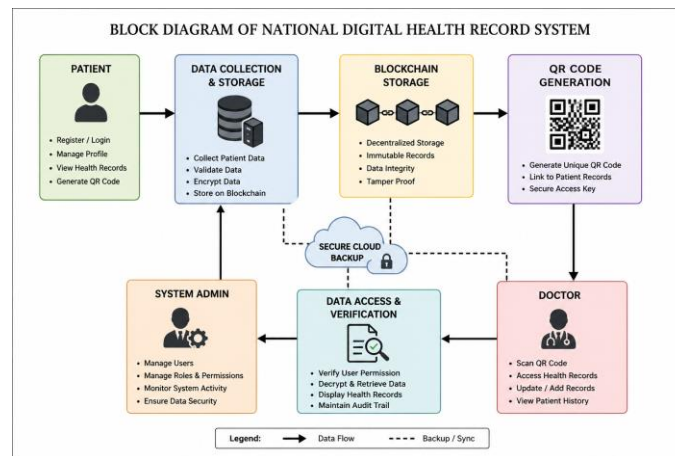 BLOCK DIAGRAM OF NATIONAL DIGITAL HEALTH RECORD SYSTEM
PATIENT
• Register / Login
• Manage Profile
• View Health Records
• Generate QR Code
DATA COLLECTION
& STORAGE
• Collect Patient Data
• Validate Data
• Encrypt Data
• Store on Blockchain
BLOCKCHAIN
STORAGE
• Decentralized Storage
• Immutable Records
• Data Integrity
• Tamper Proof
QR CODE
GENERATION
• Generate Unique QR Code
• Link to Patient Records
• Secure Access Key
SECURE CLOUD
BACKUP
SYSTEM ADMIN
• Manage Users
• Manage Roles & Permissions
• Monitor System Activity
• Ensure Data Security
DATA ACCESS &
VERIFICATION
• Verify User Permission
• Decrypt & Retrieve Data
• Display Health Records
• Maintain Audit Trail
DOCTOR
• Scan QR Code
• Access Health Records
• Update / Add Records
• View Patient History
Legend: Data Flow Backup / Sync